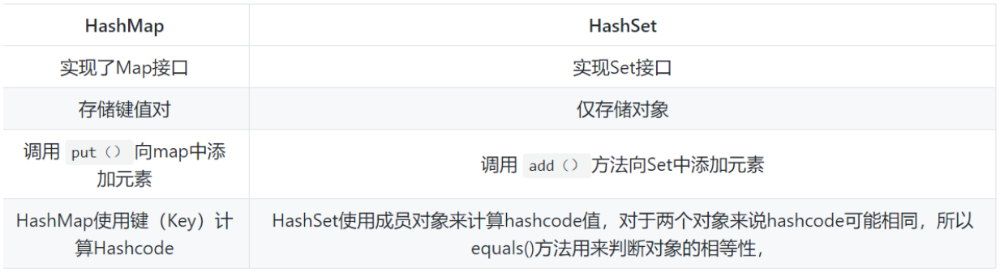 HashMap
HashSet
实现了Map接口
实现Set接口
存储键值对
仅存储对象
调用 put（）向map中添
加元素
调用 add（）方法向Set中添加元素
HashMap使用键（Key）计
算Hashcode
HashSet使用成员对象来计算hashcode值，对于两个对象来说hashcode可能相同，所以
equals()方法用来判断对象的相等性，